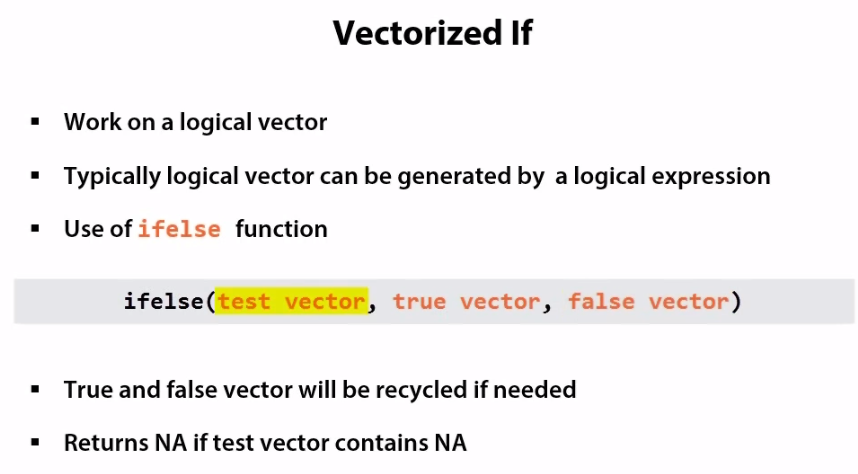 Vectorized If
▪ Work on a logical vector
▪ Typically logical vector can be generated by a logical expression
▪ Use of ifelse function
ifelse(test vector, true vector, false vector)
▪ True and false vector will be recycled if needed
▪ Returns NA if test vector contains NA